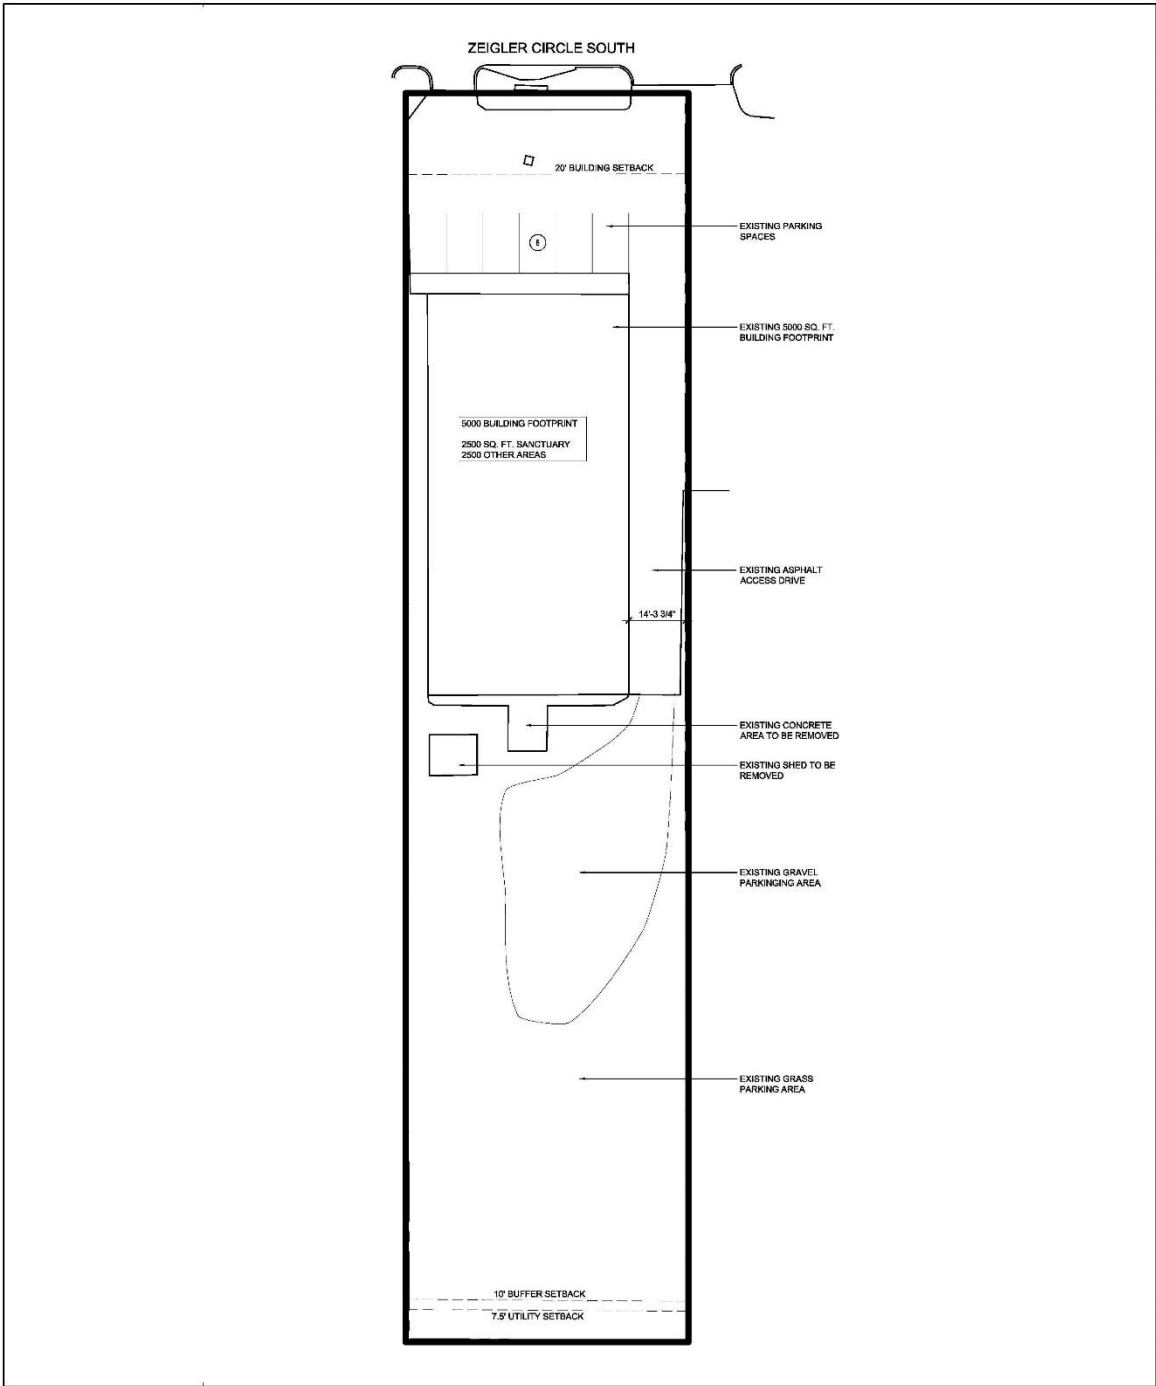 ZEIGLER CIRCLE SOUTH
20' BUILDING SETBACK
EXISTING PARKING
SPACES
EXISTING 5000 SQ. FT.
BUILDING FOOTPRINT
5000 BUILDING FOOTPRINT
2500 SQ. FT. SANCTUARY
2500 OTHER AREAS
EXISTING ASPHALT
ACCESS DRIVE
14'-3 3/4"
EXISTING CONCRETE
AREA TO BE REMOVED
EXISTING SHED TO BE
REMOVED
EXISTING GRAVEL
PARKINGING AREA
EXISTING GRASS
PARKING AREA
10' BUFFER SETBACK
7.5' UTILITY SETBACK